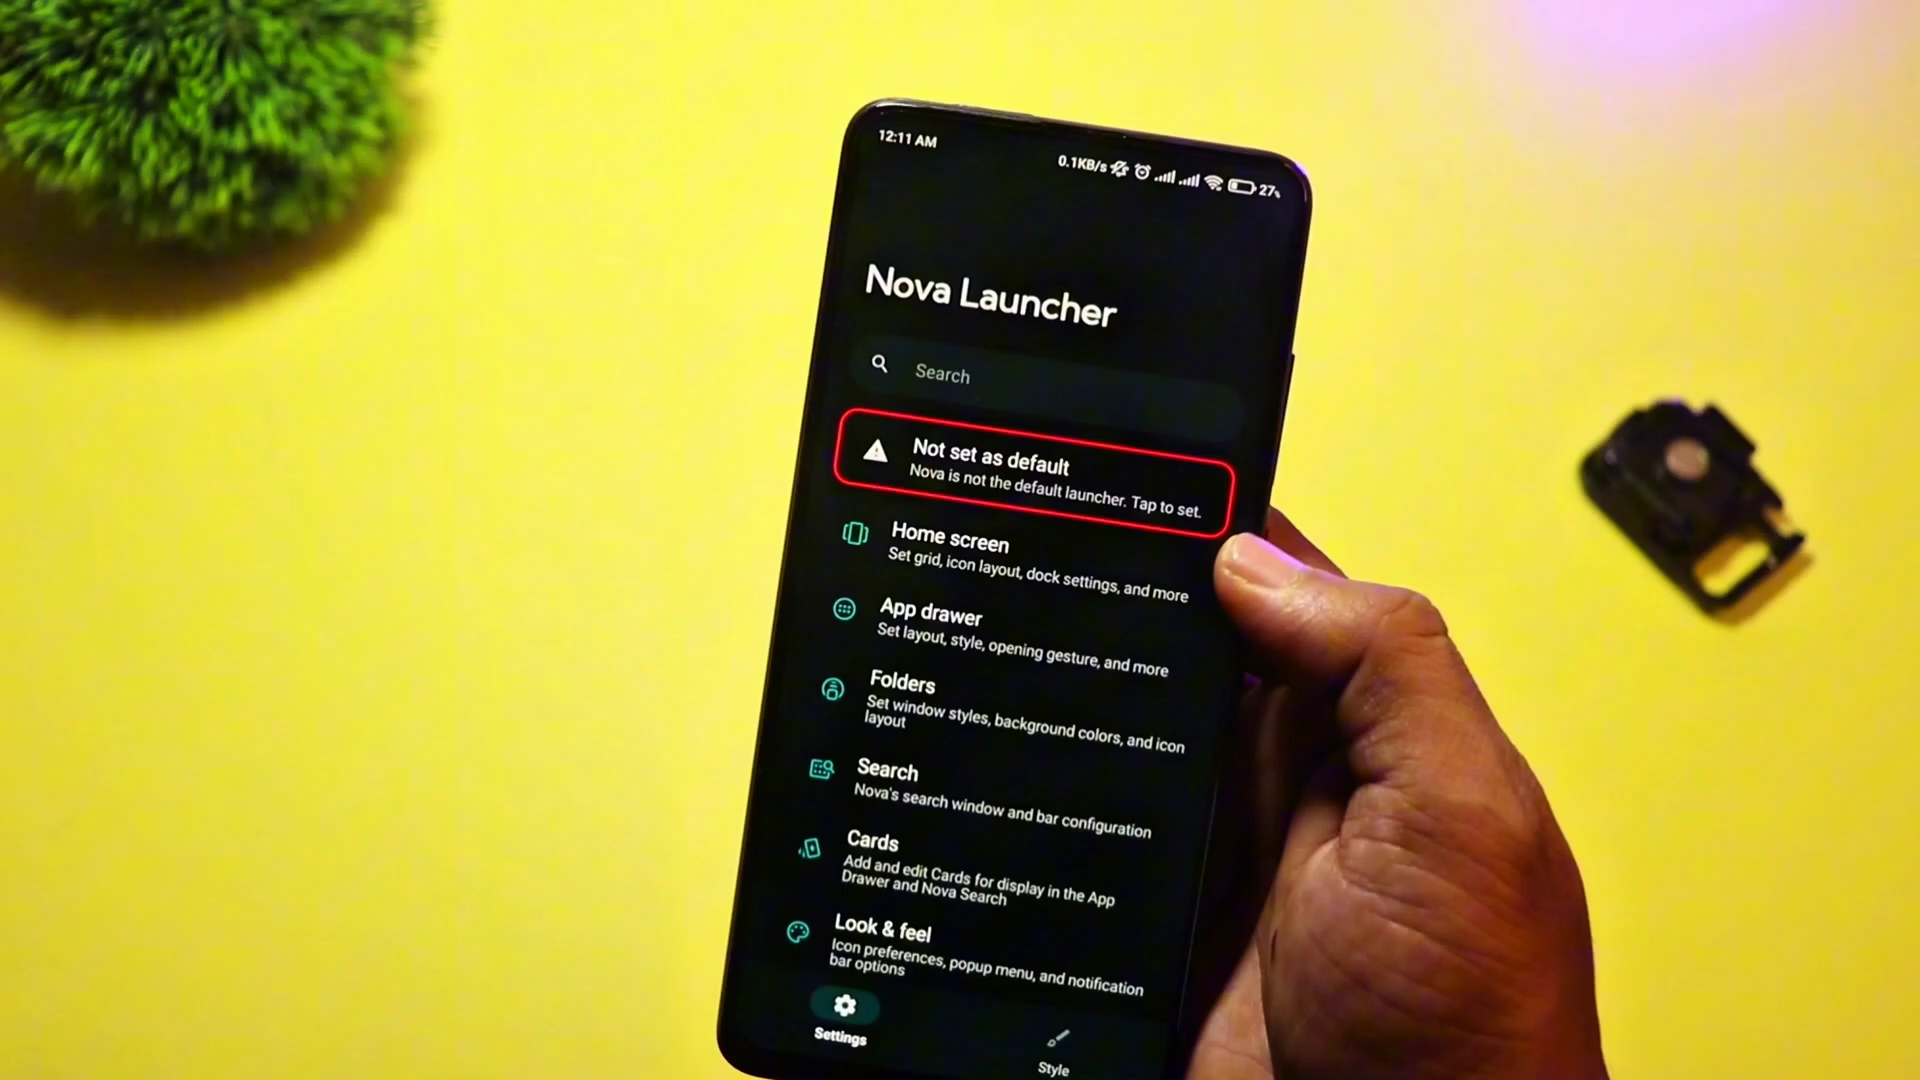 12:11 AM
0.1KB/s 27%
Nova Launcher
Search
Not set as default
Nova is not the default launcher. Tap to set.
Home screen
Set grid, icon layout, dock settings, and more
App drawer
Set layout, style, opening gesture, and more
Folders
Set window styles, background colors, and icon
layout
Search
Nova's search window and bar configuration
Cards
Add and edit Cards for display in the App
Drawer and Nova Search
Look & feel
Icon preferences, popup menu, and notification
bar options
Settings
Style